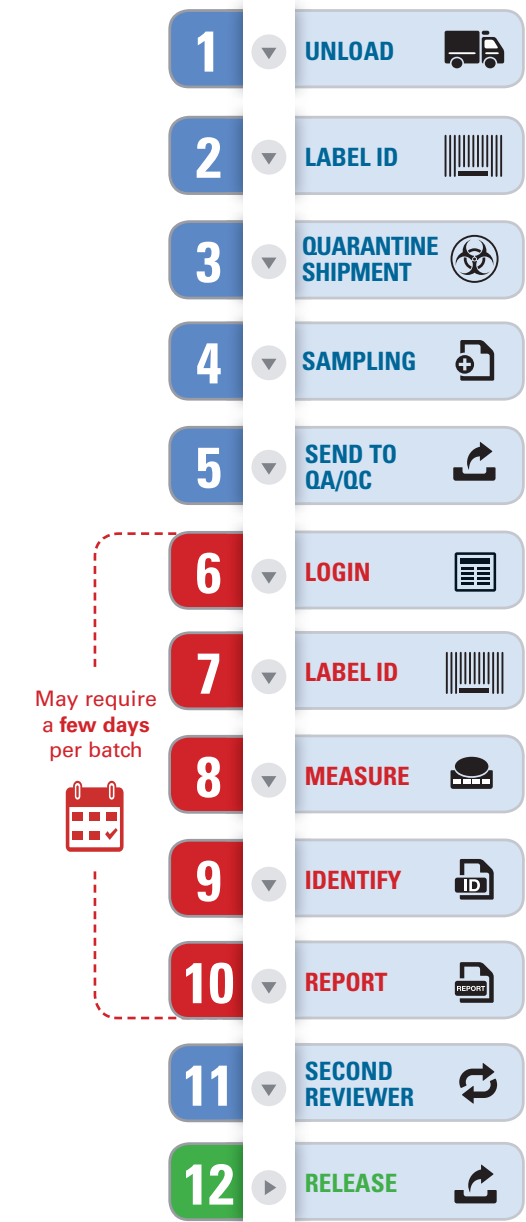 1
UNLOAD
2
LABEL ID
3
QUARANTINE
SHIPMENT
4
SAMPLING
5
SEND TO
QA/QC
6
LOGIN
7
LABEL ID
May require
a few days
per batch
8
MEASURE
9
IDENTIFY
ID
10
REPORT
REPORT
11
SECOND
REVIEWER
12
RELEASE